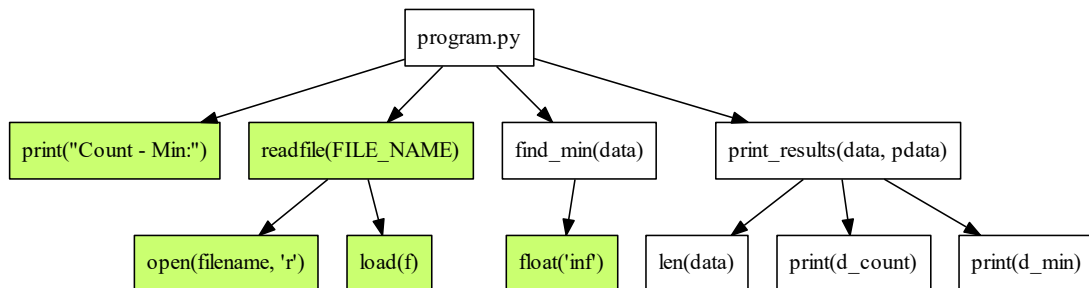 program.py
print("Count - Min:")
readfile(FILE_NAME)
find_min(data)
print_results(data, pdata)
open(filename, 'r')
load(f)
float('inf')
len(data)
print(d_count)
print(d_min)